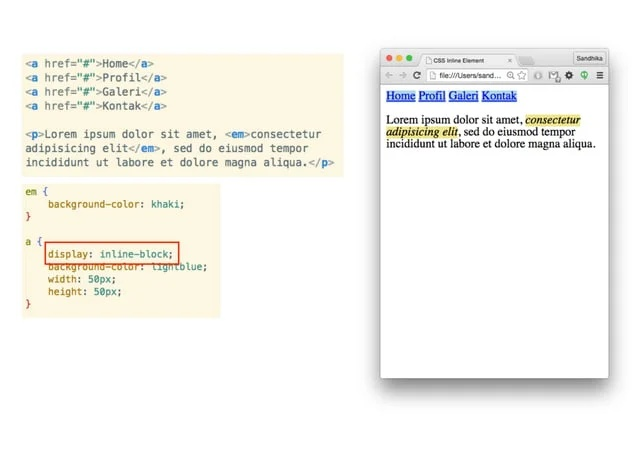 <a href="#">Home</a>
<a href="#">Profil</a>
<a href="#">Galeri</a>
<a href="#">Kontak</a>
<p>Lorem ipsum dolor sit amet, <em>consectetur
adipisicing elit</em>, sed do eiusmod tempor
incididunt ut labore et dolore magna aliqua.</p>
em {
background-color: khaki;
}
a {
display: inline-block;
background-color: lightblue;
width: 50px;
height: 50px;
}
CSS Inline Element
Sandhika
file:///Users/sand
Home Profil Galeri Kontak
Lorem ipsum dolor sit amet, consectetur
adipisicing elit, sed do eiusmod tempor
incididunt ut labore et dolore magna aliqua.